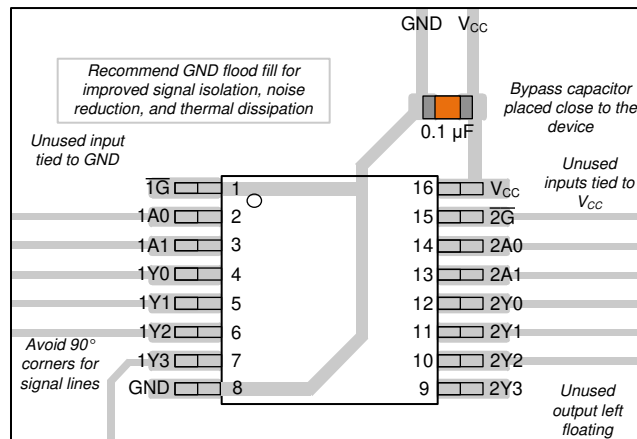 GND VCC
Recommend GND flood fill for
improved signal isolation, noise
reduction, and thermal dissipation
Bypass capacitor
placed close to the
device
0.1 µF
Unused input
tied to GND
Unused
inputs tied to
VCC
1G 1 16 VCC
1A0 2 15 2G
1A1 3 14 2A0
1Y0 4 13 2A1
1Y1 5 12 2Y0
1Y2 6 11 2Y1
1Y3 7 10 2Y2
GND 8 9 2Y3
Avoid 90°
corners for
signal lines
Unused
output left
floating